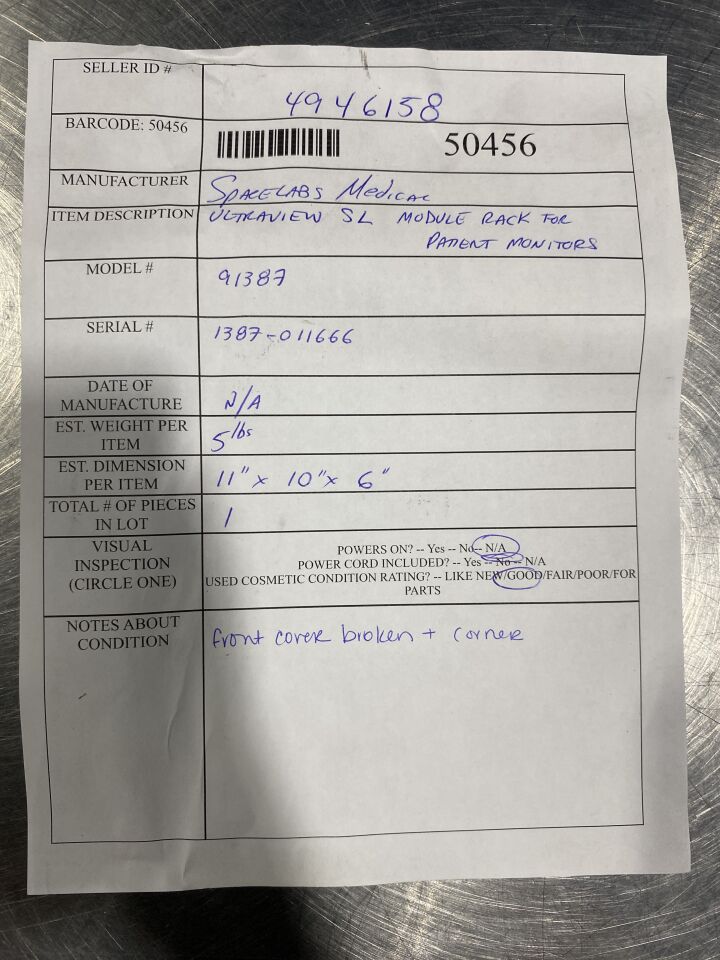 SELLER ID #
4946158
BARCODE: 50456
50456
MANUFACTURER
SPACELABS MEDICAL
ITEM DESCRIPTION
ULTRAVIEW SL MODULE RACK FOR
PATIENT MONITORS
MODEL #
91387
SERIAL #
1387-011666
DATE OF
MANUFACTURE
N/A
EST. WEIGHT PER
ITEM
5 lbs
EST. DIMENSION
PER ITEM
11" x 10" x 6"
TOTAL # OF PIECES
IN LOT
1
VISUAL
INSPECTION
(CIRCLE ONE)
POWERS ON? -- Yes -- No-- N/A
POWER CORD INCLUDED? -- Yes -- No -- N/A
USED COSMETIC CONDITION RATING? -- LIKE NEW/GOOD/FAIR/POOR/FOR
PARTS
NOTES ABOUT
CONDITION
front cover broken + corner